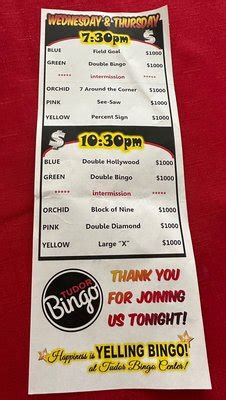 WEDNESDAY & THURSDAY
7:30pm
$
BLUE Field Goal $1000
GREEN Double Bingo $1000
***** intermission *****
ORCHID 7 Around the Corner $1000
PINK See-Saw $1000
YELLOW Percent Sign $1000
$ 10:30pm
BLUE Double Hollywood $1000
GREEN Double Bingo $1000
***** intermission *****
ORCHID Block of Nine $1000
PINK Double Diamond $1000
YELLOW Large "X" $1000
TUDOR
Bingo
THANK YOU
FOR JOINING
US TONIGHT!
Happiness is YELLING BINGO!
at Tudor Bingo Center!